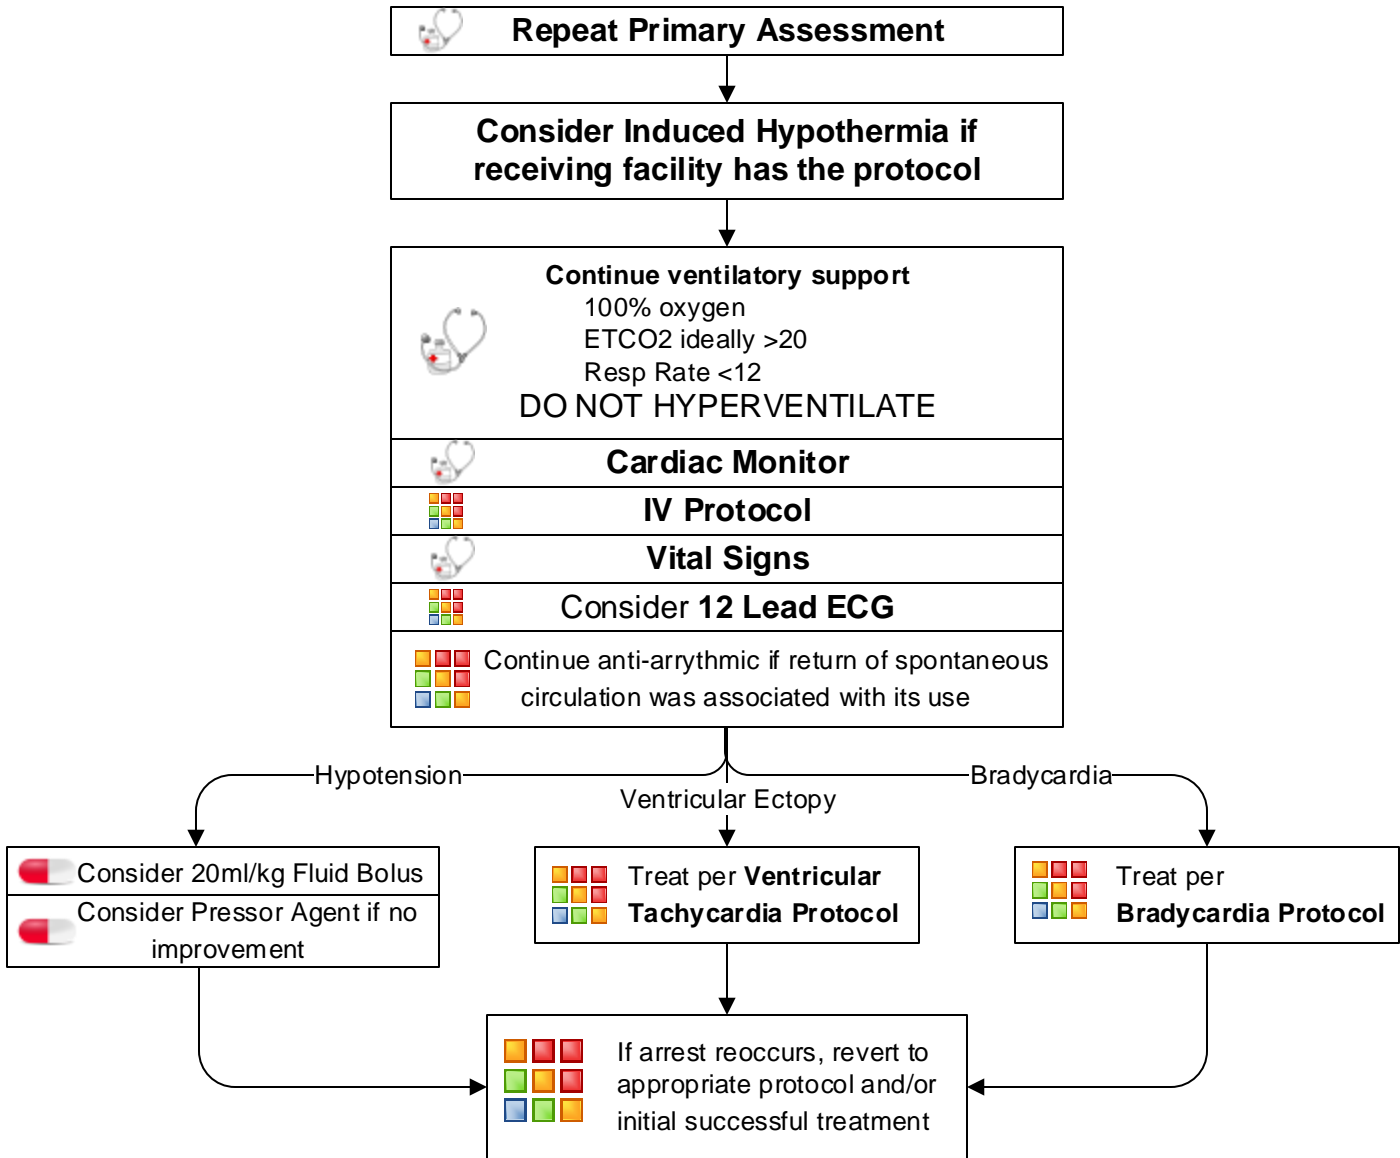 Repeat Primary Assessment
Consider Induced Hypothermia if
receiving facility has the protocol
Continue ventilatory support
100% oxygen
ETCO2 ideally >20
Resp Rate <12
DO NOT HYPERVENTILATE
Cardiac Monitor
IV Protocol
Vital Signs
Consider 12 Lead ECG
Continue anti-arrythmic if return of spontaneous
circulation was associated with its use
Hypotension
Ventricular Ectopy
Bradycardia
Consider 20ml/kg Fluid Bolus
Consider Pressor Agent if no
improvement
Treat per Ventricular
Tachycardia Protocol
Treat per
Bradycardia Protocol
If arrest reoccurs, revert to
appropriate protocol and/or
initial successful treatment